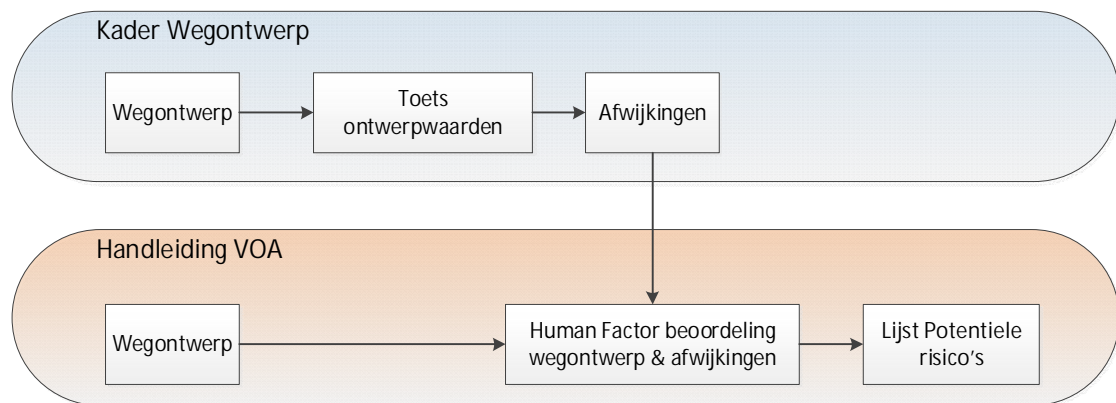 Kader Wegontwerp
Wegontwerp
Toets
ontwerpwaarden
Afwijkingen
Handleiding VOA
Wegontwerp
Human Factor beoordeling
wegontwerp & afwijkingen
Lijst Potentiele
risico's